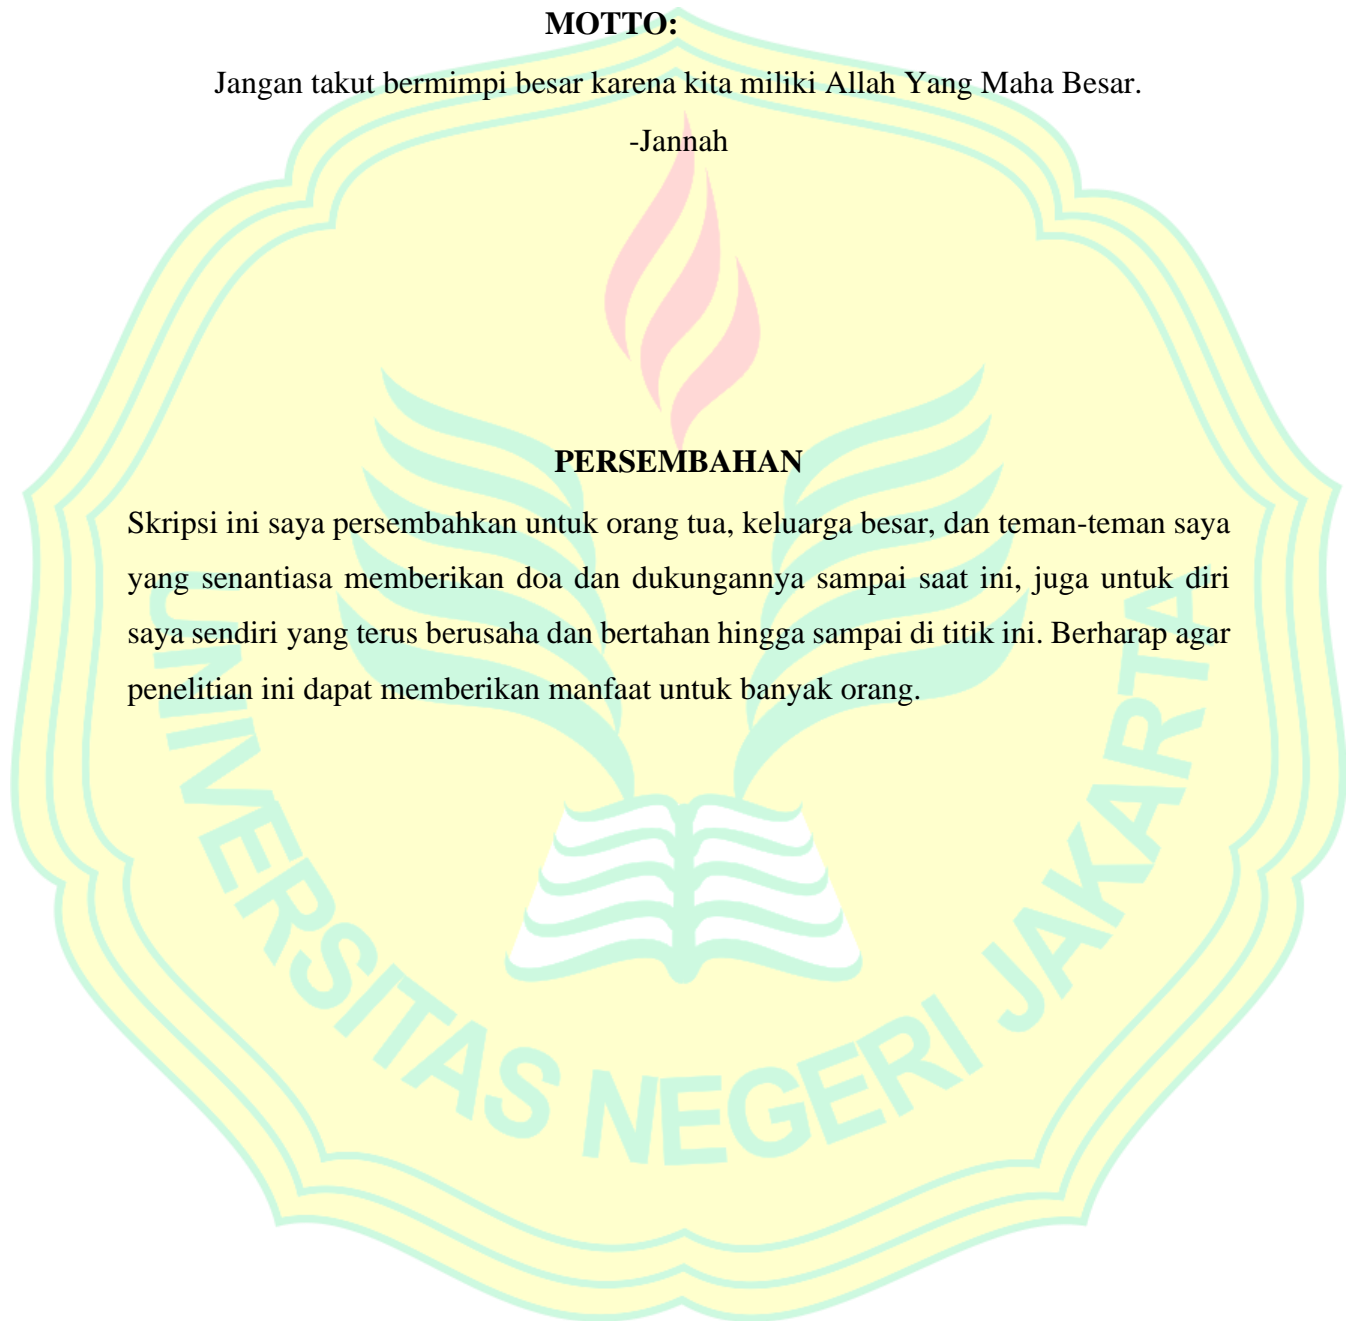 MOTTO:
Jangan takut bermimpi besar karena kita miliki Allah Yang Maha Besar.
-Jannah
PERSEMBAHAN
Skripsi ini saya persembahkan untuk orang tua, keluarga besar, dan teman-teman saya
yang senantiasa memberikan doa dan dukungannya sampai saat ini, juga untuk diri
saya sendiri yang terus berusaha dan bertahan hingga sampai di titik ini. Berharap agar
penelitian ini dapat memberikan manfaat untuk banyak orang.
UNIVERSITAS NEGERI JAKARTA